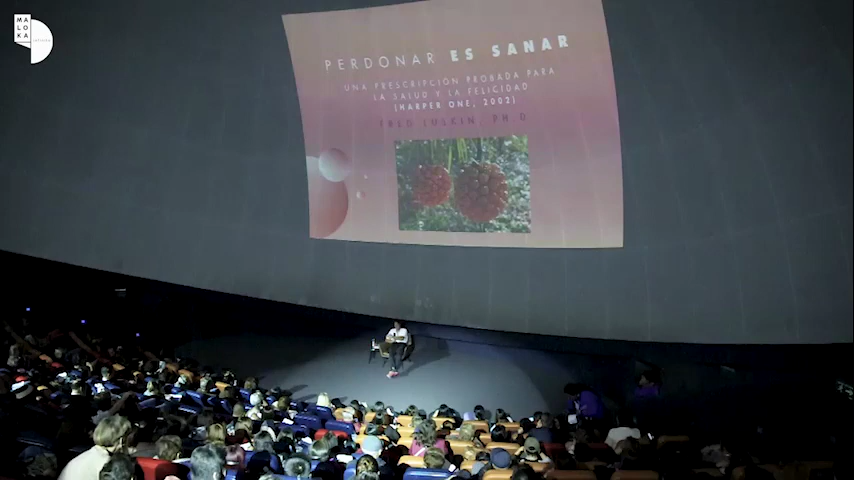 MA
LO
KA
PERDONAR ES SANAR
UNA PRESCRIPCIÓN PROBADA PARA
LA SALUD Y LA FELICIDAD
(HARPER ONE, 2002)
FRED LUSKIN, PH D